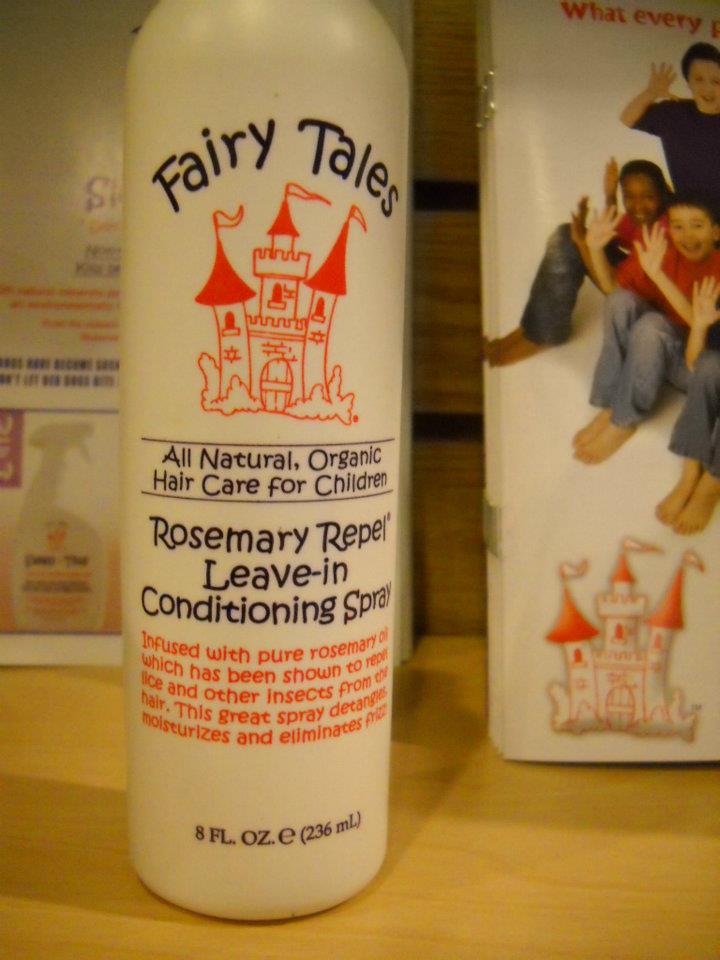 Fairy Tales
All Natural, Organic
Hair Care for Children
Rosemary Repel®
Leave-in
Conditioning Spray
Infused with pure rosemary oil
which has been shown to repel
lice and other insects from the
hair. This great spray detangles,
moisturizes and eliminates frizz.
8 FL. OZ. e (236 mL)
What every